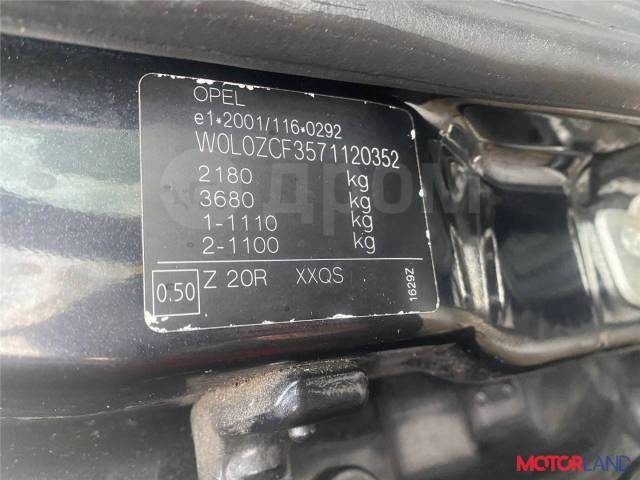 OPEL
e1*2001/116*0292
W0L0ZCF3571120352
2180 kg
3680 kg
1-1110 kg
2-1100 kg
0.50 Z 20R XXQS
1629Z
ДРОМ
MOTORLAND